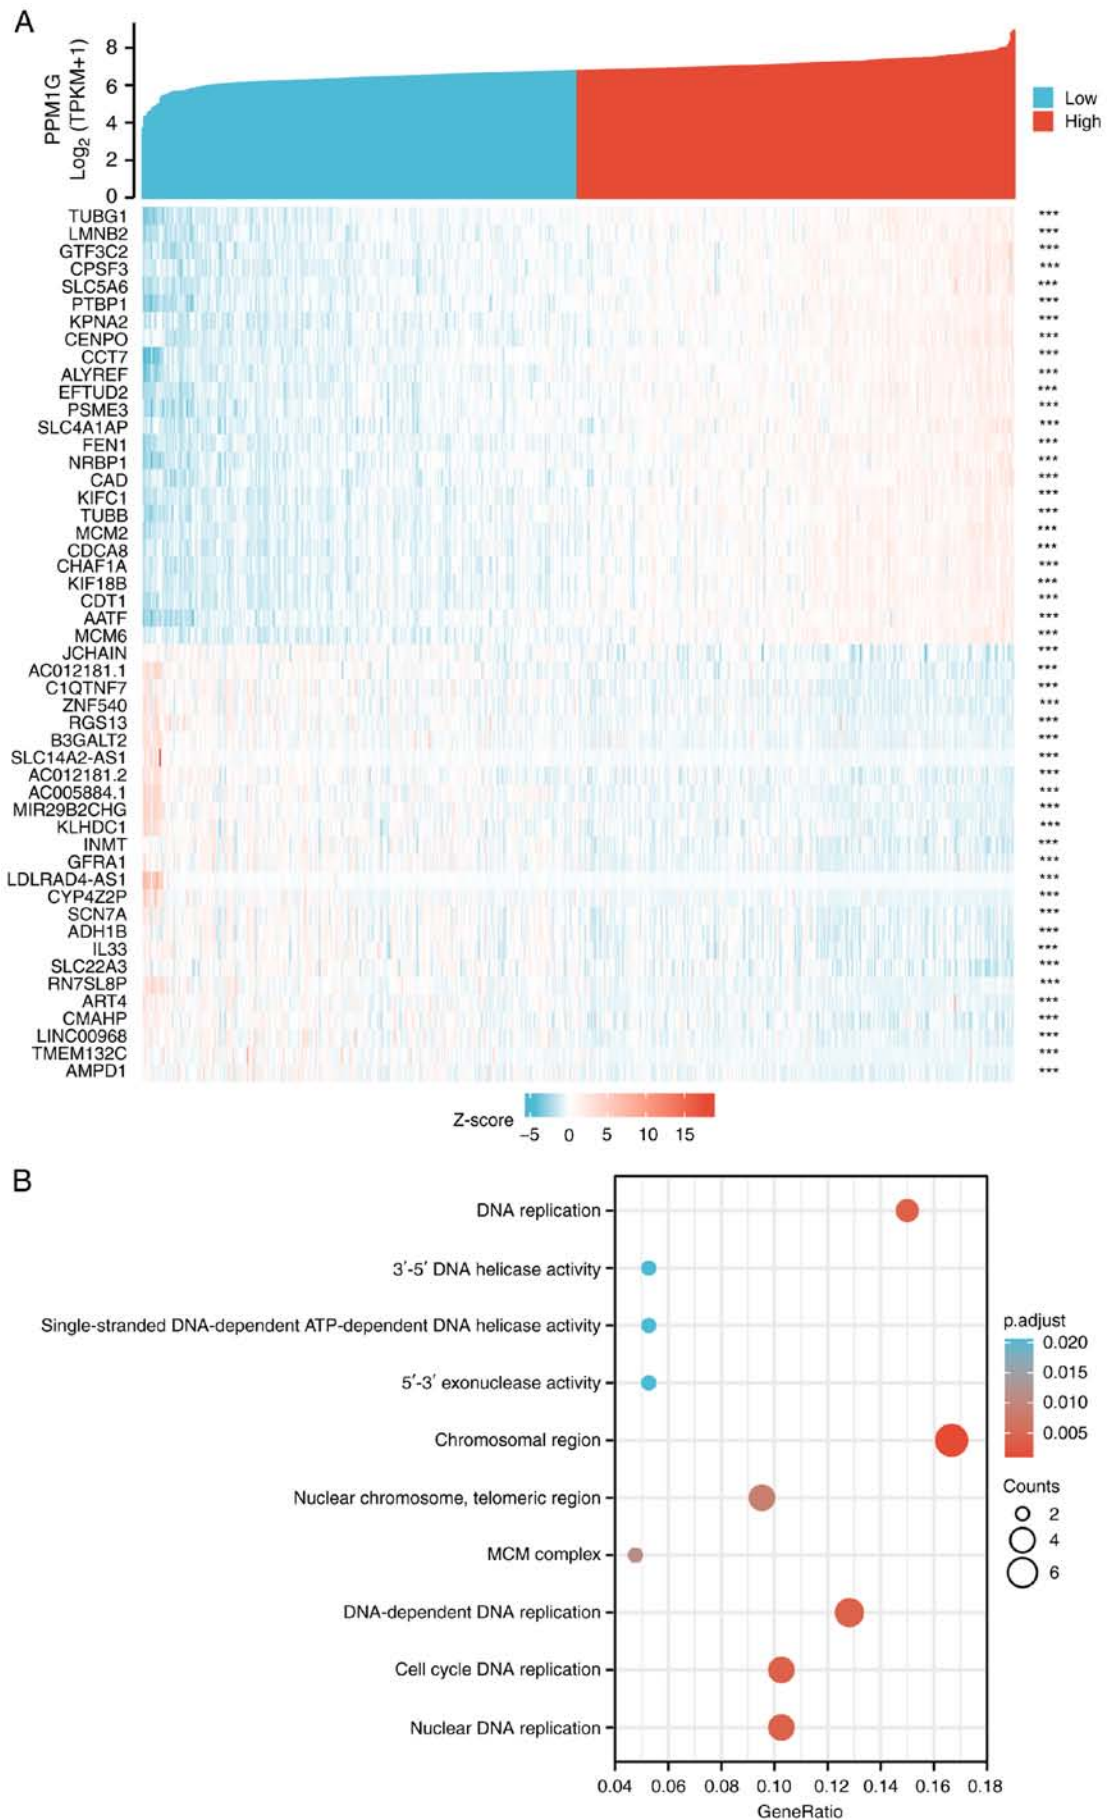 A
PPM1G
Log2 (TPKM+1)
8
6
4
2
0
Low
High
TUBG1 ***
LMNB2 ***
GTF3C2 ***
CPSF3 ***
SLC5A6 ***
PTBP1 ***
KPNA2 ***
CENPO ***
CCT7 ***
ALYREF ***
EFTUD2 ***
PSME3 ***
SLC4A1AP ***
FEN1 ***
NRBP1 ***
CAD ***
KIFC1 ***
TUBB ***
MCM2 ***
CDCA8 ***
CHAF1A ***
KIF18B ***
CDT1 ***
AATF ***
MCM6 ***
JCHAIN ***
AC012181.1 ***
C1QTNF7 ***
ZNF540 ***
RGS13 ***
B3GALT2 ***
SLC14A2-AS1 ***
AC012181.2 ***
AC005884.1 ***
MIR29B2CHG ***
KLHDC1 ***
INMT ***
GFRA1 ***
LDLRAD4-AS1 ***
CYP4Z2P ***
SCN7A ***
ADH1B ***
IL33 ***
SLC22A3 ***
RN7SL8P ***
ART4 ***
CMAHP ***
LINC00968 ***
TMEM132C ***
AMPD1 ***
Z-score
−5 0 5 10 15
B
DNA replication
3′-5′ DNA helicase activity
Single-stranded DNA-dependent ATP-dependent DNA helicase activity
5′-3′ exonuclease activity
Chromosomal region
Nuclear chromosome, telomeric region
MCM complex
DNA-dependent DNA replication
Cell cycle DNA replication
Nuclear DNA replication
0.04 0.06 0.08 0.10 0.12 0.14 0.16 0.18
GeneRatio
p.adjust
0.020
0.015
0.010
0.005
Counts
2
4
6